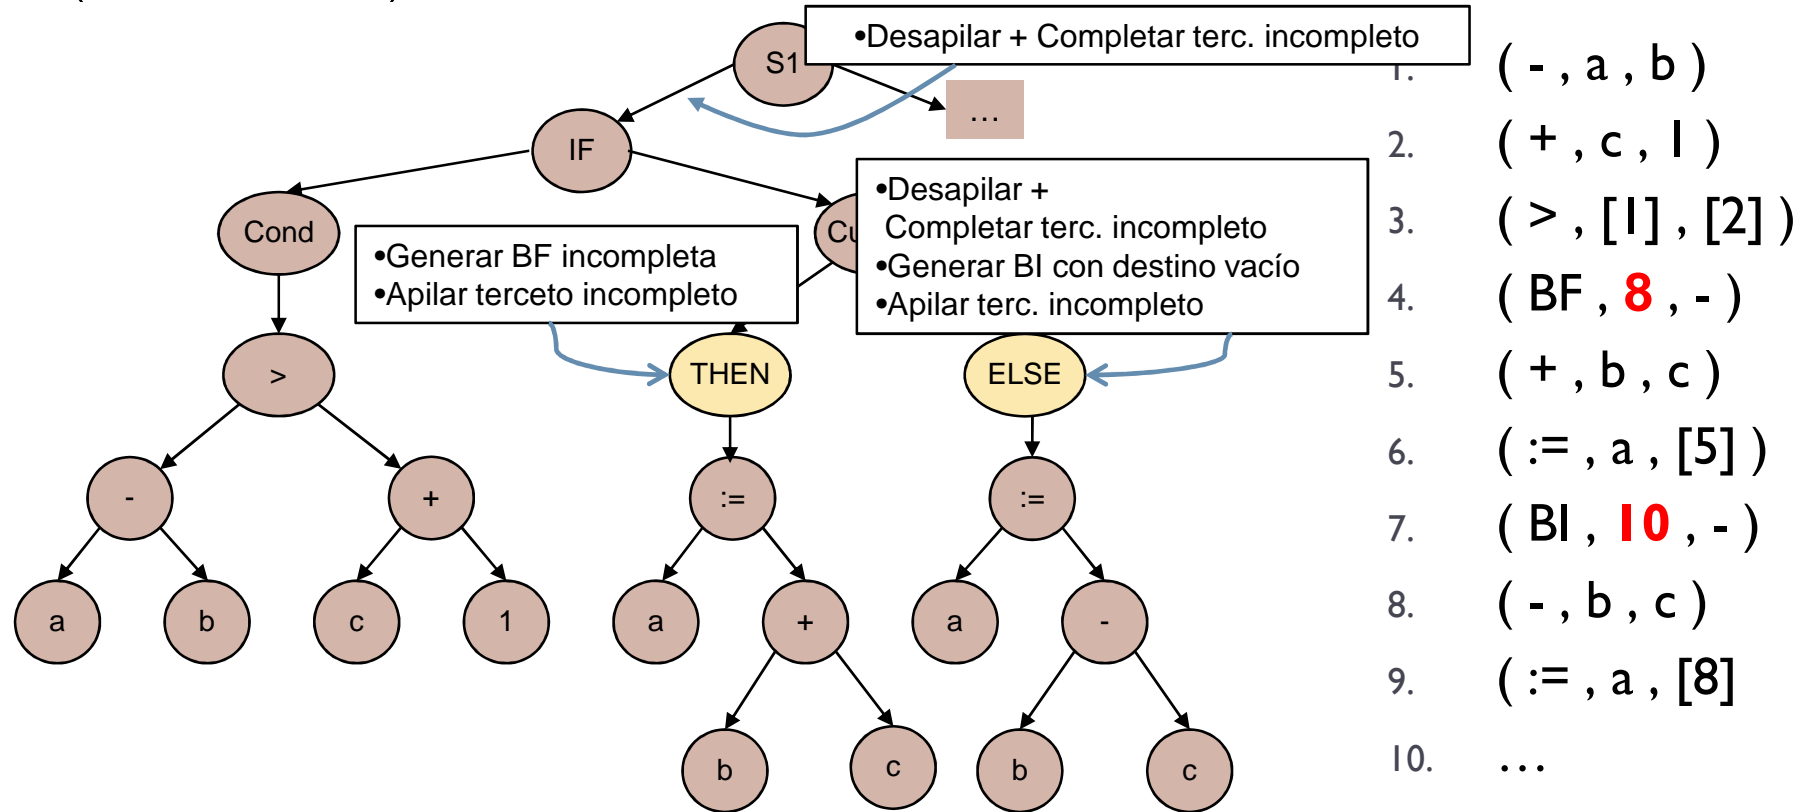 •Desapilar + Completar terc. incompleto
S1
…
IF
Cond
•Desapilar +
Completar terc. incompleto
•Generar BI con destino vacío
•Apilar terc. incompleto
•Generar BF incompleta
•Apilar terceto incompleto
>
THEN
ELSE
-
+
:=
:=
a
b
c
1
a
+
a
-
b
c
b
c
1. ( - , a , b )
2. ( + , c , 1 )
3. ( > , [1] , [2] )
4. ( BF , 8 , - )
5. ( + , b , c )
6. ( := , a , [5] )
7. ( BI , 10 , - )
8. ( - , b , c )
9. ( := , a , [8]
10. …